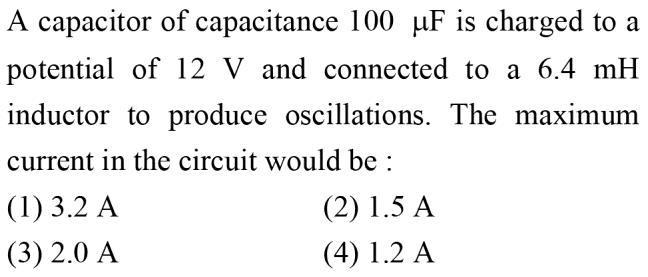 A capacitor of capacitance 100 μF is charged to a
potential of 12 V and connected to a 6.4 mH
inductor to produce oscillations. The maximum
current in the circuit would be :
(1) 3.2 A (2) 1.5 A
(3) 2.0 A (4) 1.2 A